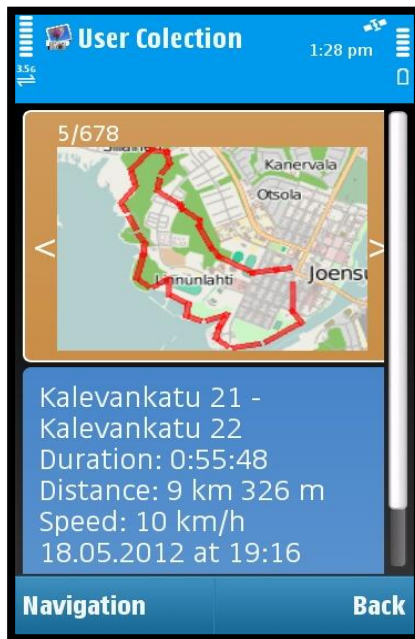 User Colection
1:28 pm
3.5G
5/678
Kanervala
Otsola
Linnunlahti
Joensu
<
>
Kalevankatu 21 -
Kalevankatu 22
Duration: 0:55:48
Distance: 9 km 326 m
Speed: 10 km/h
18.05.2012 at 19:16
Navigation
Back